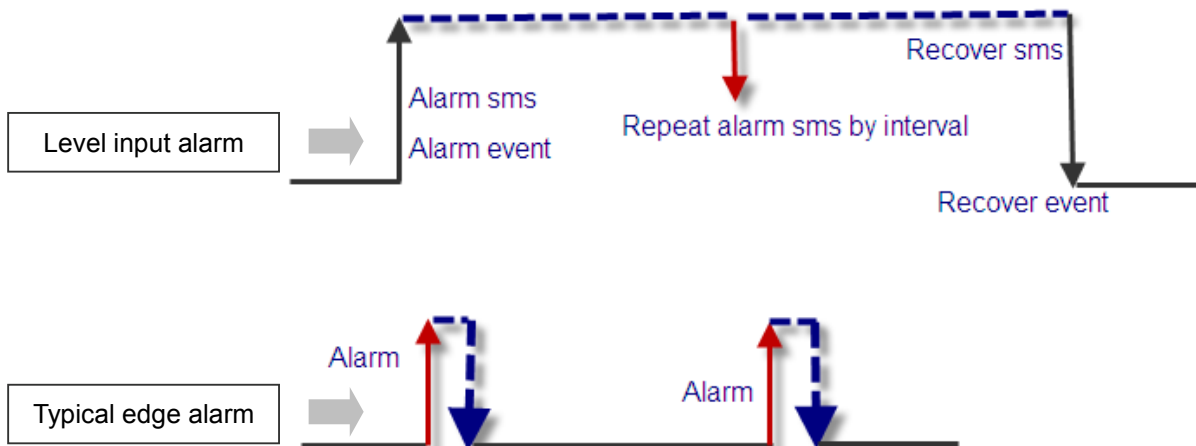 Recover sms
Alarm sms
Repeat alarm sms by interval
Level input alarm
Alarm event
Recover event
Alarm
Alarm
Typical edge alarm